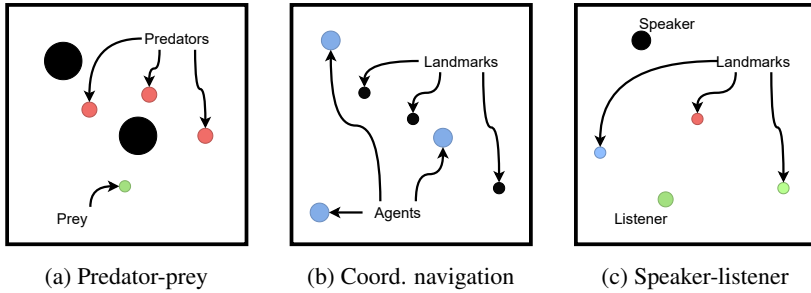 Predators
Prey
(a) Predator-prey
Landmarks
Agents
(b) Coord. navigation
Speaker
Landmarks
Listener
(c) Speaker-listener